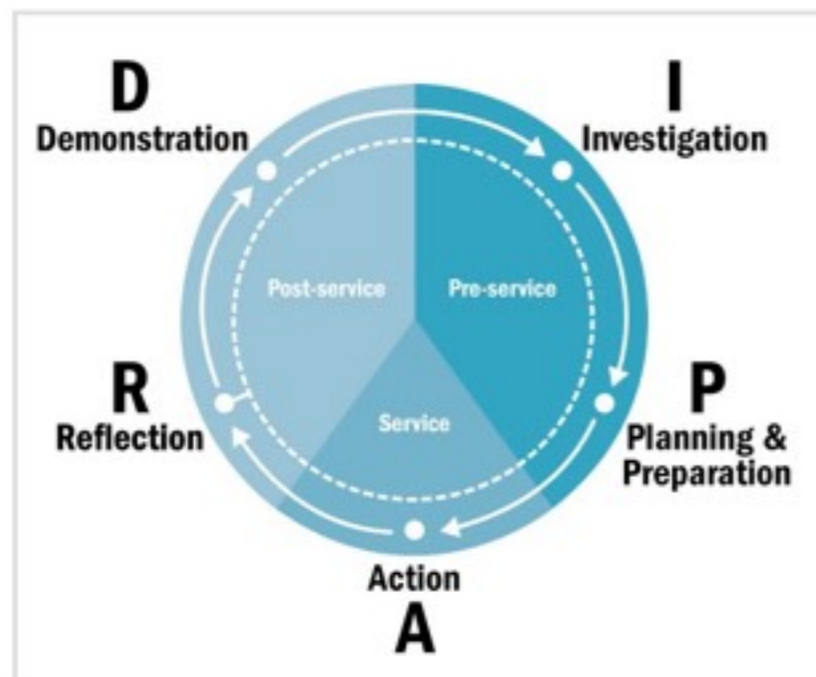 D
Demonstration
I
Investigation
Post-service
Pre-service
R
Reflection
Service
P
Planning &
Preparation
Action
A